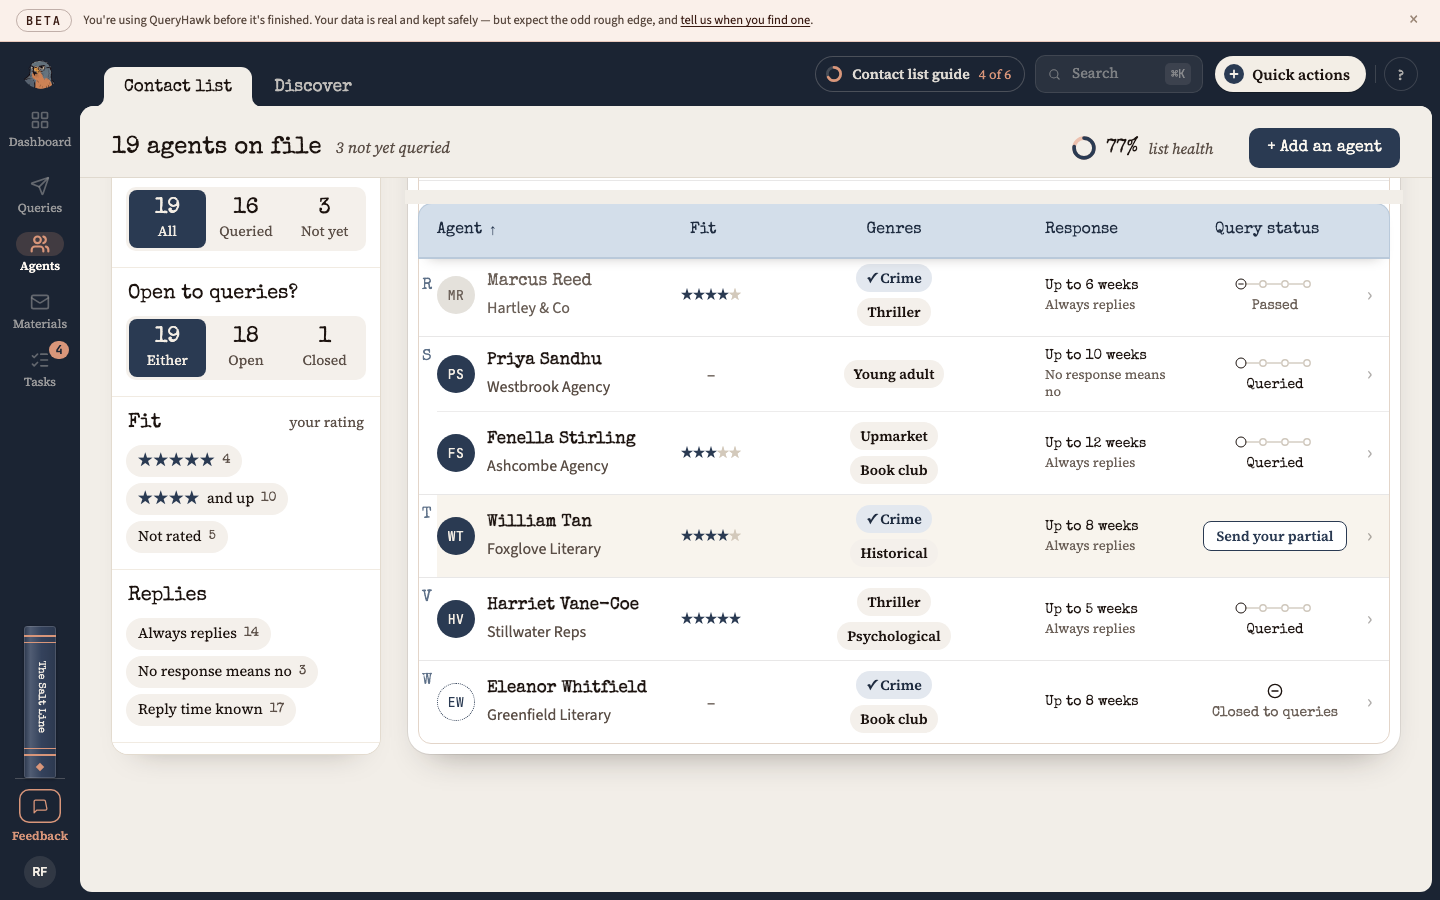 BETA
You're using QueryHawk before it's finished. Your data is real and kept safely — but expect the odd rough edge, and tell us when you find one.
×
Contact list
Discover
Contact list guide 4 of 6
Search ⌘K
+ Quick actions
?
Dashboard
Queries
Agents
Materials
4
Tasks
The Salt Line
Feedback
RF
19 agents on file
3 not yet queried
77% list health
+ Add an agent
19 16 3
All Queried Not yet
Open to queries?
19 18 1
Either Open Closed
Fit your rating
★★★★★ 4
★★★★ and up 10
Not rated 5
Replies
Always replies 14
No response means no 3
Reply time known 17
Agent ↑ Fit Genres Response Query status
R
MR
Marcus Reed
Hartley & Co
★★★★★
✓ Crime
Thriller
Up to 6 weeks
Always replies
Passed
›
S
PS
Priya Sandhu
Westbrook Agency
–
Young adult
Up to 10 weeks
No response means
no
Queried
›
FS
Fenella Stirling
Ashcombe Agency
★★★★★
Upmarket
Book club
Up to 12 weeks
Always replies
Queried
›
T
WT
William Tan
Foxglove Literary
★★★★★
✓ Crime
Historical
Up to 8 weeks
Always replies
Send your partial
›
V
HV
Harriet Vane-Coe
Stillwater Reps
★★★★★
Thriller
Psychological
Up to 5 weeks
Always replies
Queried
›
W
EW
Eleanor Whitfield
Greenfield Literary
–
✓ Crime
Book club
Up to 8 weeks
Closed to queries
›